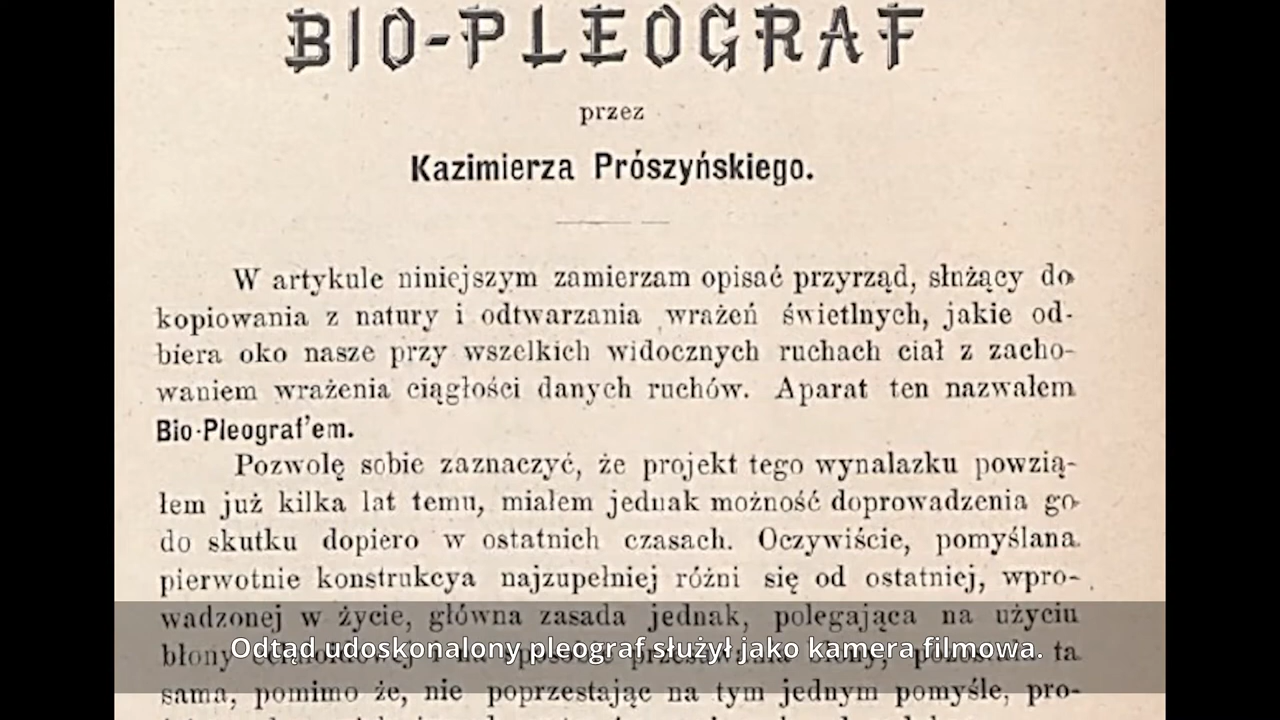 BIO-PLEOGRAF
przez
Kazimierza Prószyńskiego.
W artykule niniejszym zamierzam opisać przyrząd, służący do
kopiowania z natury i odtwarzania wrażeń świetlnych, jakie od-
biera oko nasze przy wszelkich widocznych ruchach ciał z zacho-
waniem wrażenia ciągłości danych ruchów. Aparat ten nazwałem
Bio-Pleograf'em.
Pozwolę sobie zaznaczyć, że projekt tego wynalazku powzią-
łem już kilka lat temu, miałem jednak możność doprowadzenia go
do skutku dopiero w ostatnich czasach. Oczywiście, pomyślana
pierwotnie konstrukcya najzupełniej różni się od ostatniej, wpro-
wadzonej w życie, główna zasada jednak, polegająca na użyciu
błony ta
Odtąd udoskonalony pleograf służył jako kamera filmowa.
sama, pomimo że, nie poprzestając na tym jednym pomyśle, pro-